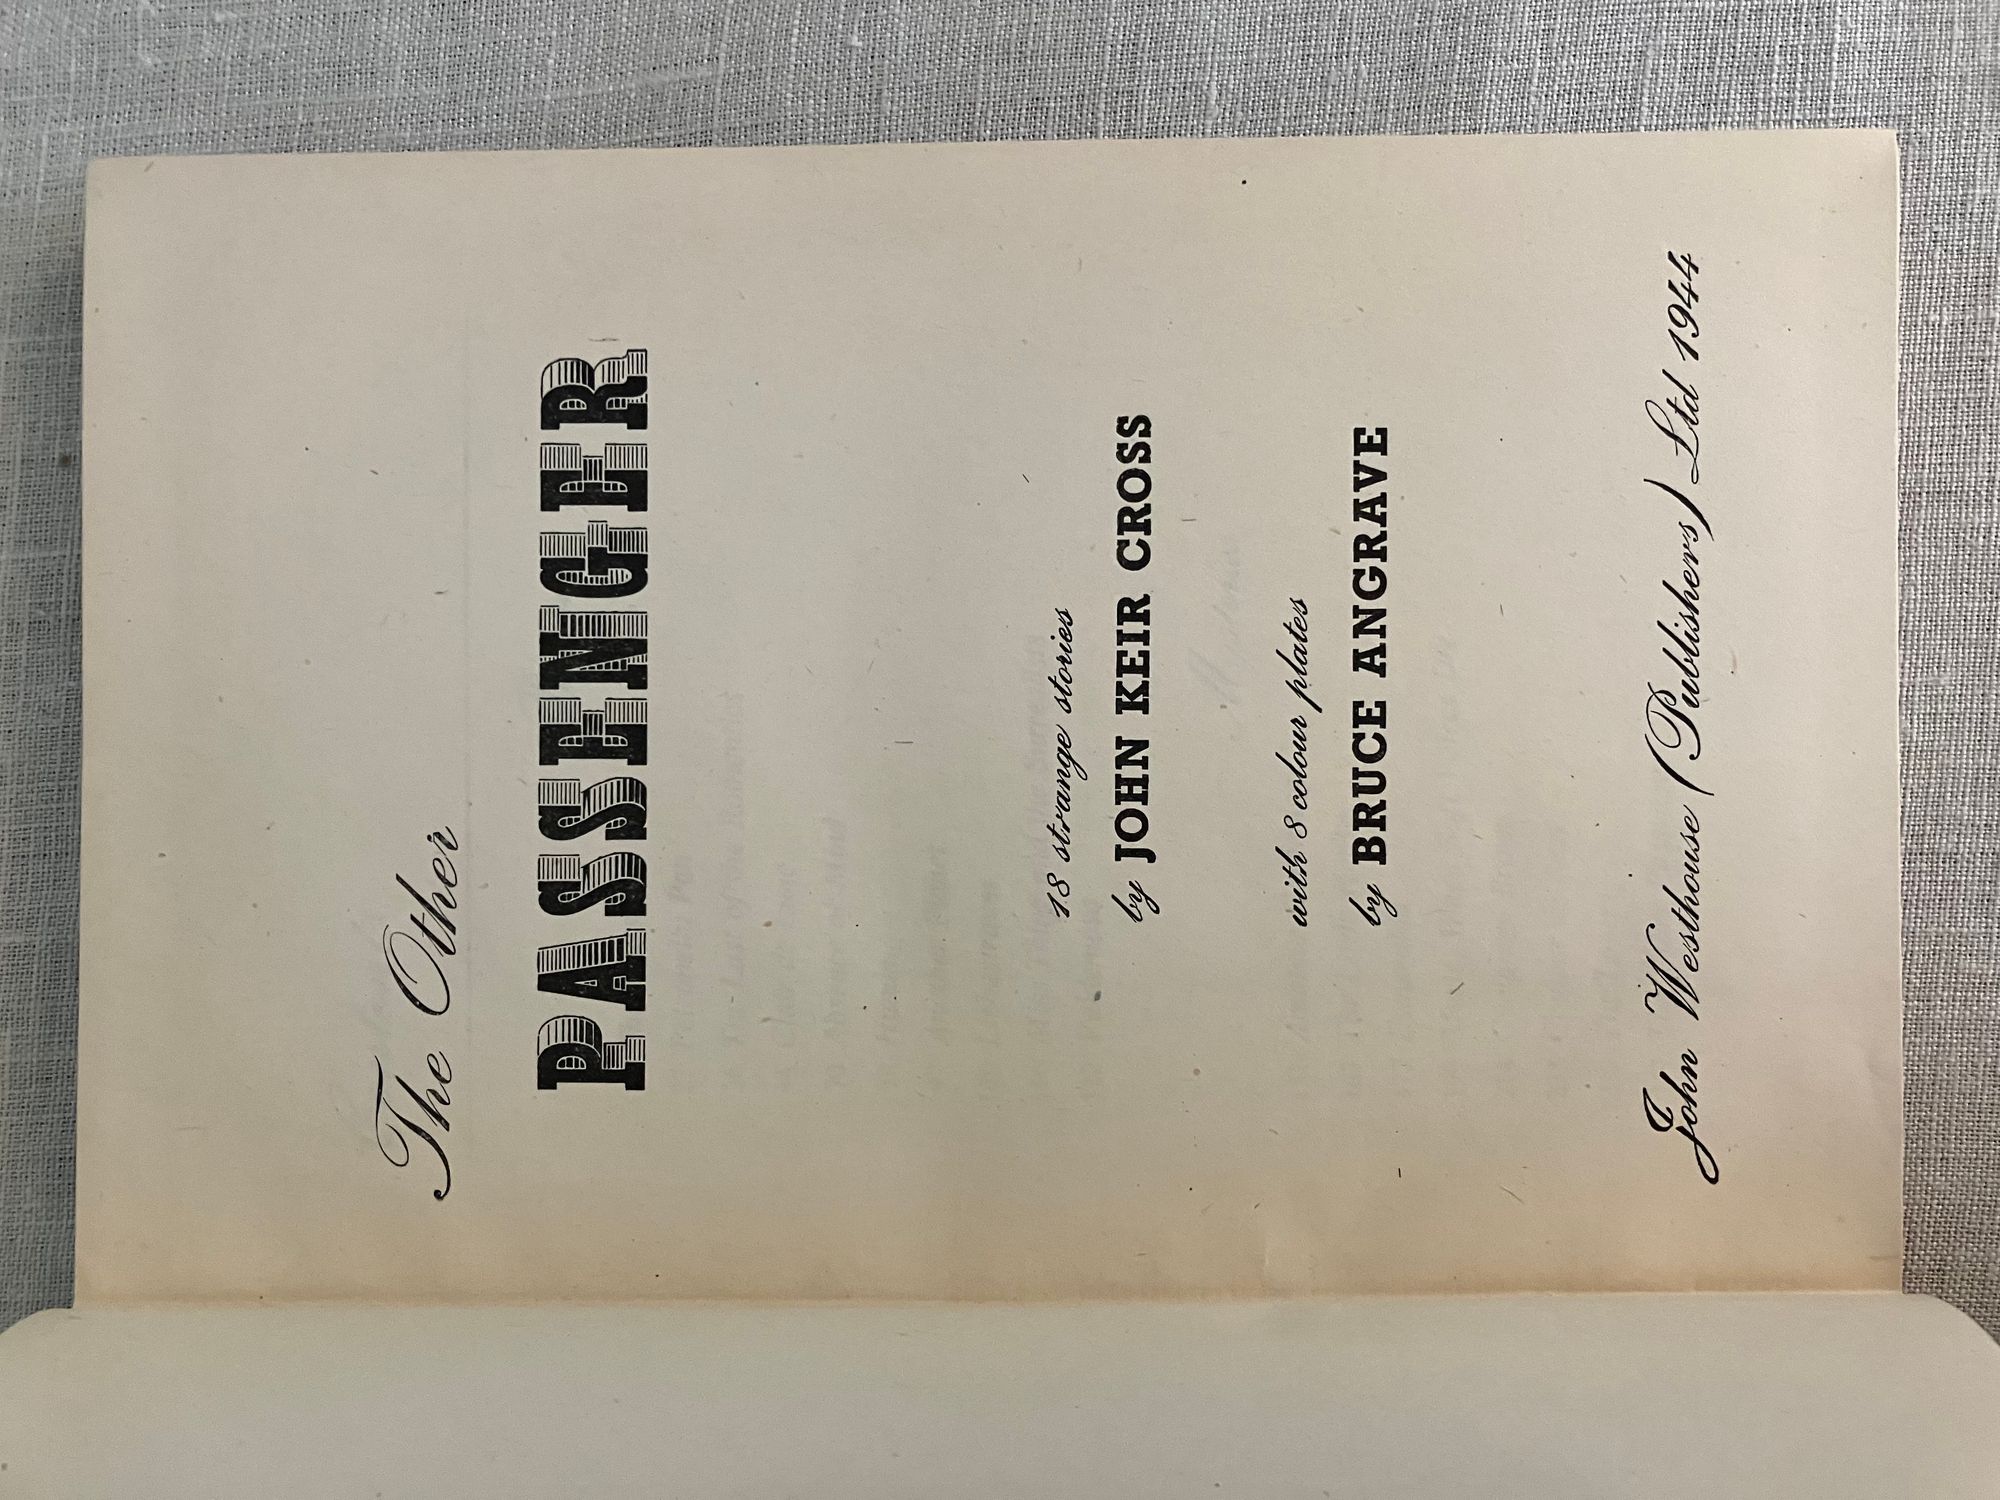 The Other
PASSENGER
18 strange stories
by JOHN KEIR CROSS
with 8 colour plates
by BRUCE ANGRAVE
John Westhouse (Publishers) Ltd 1944